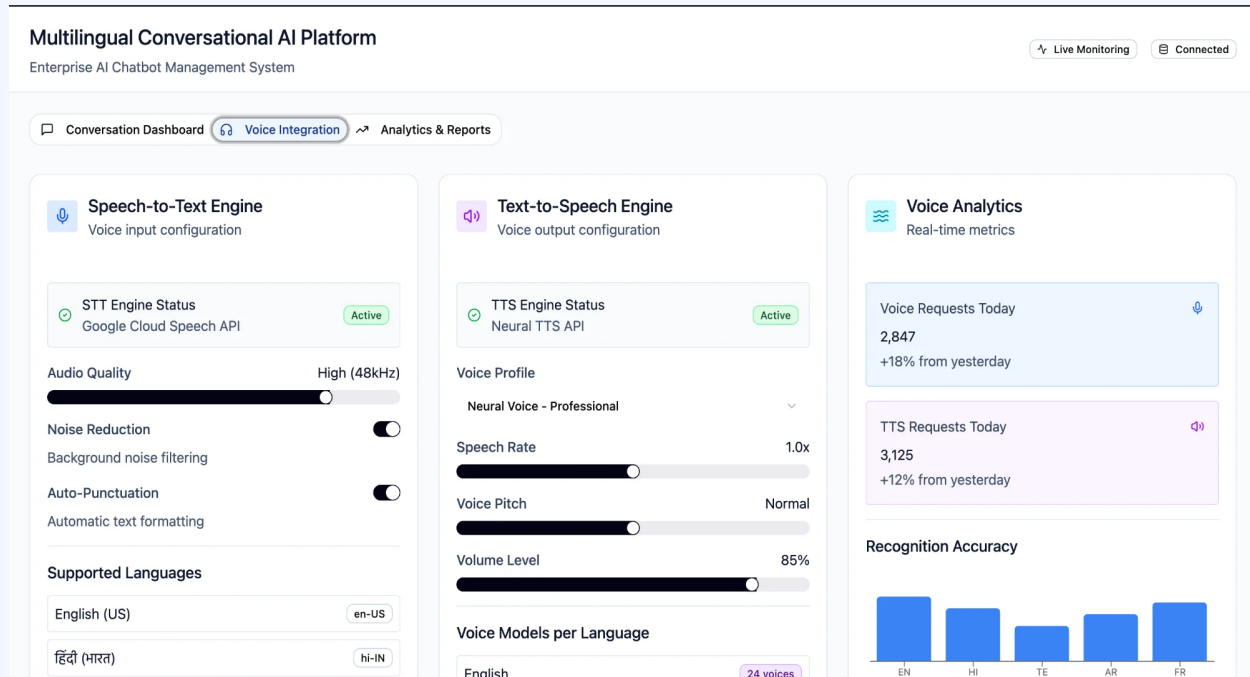 Multilingual Conversational AI Platform
Enterprise AI Chatbot Management System
Live Monitoring
Connected
Conversation Dashboard
Voice Integration
Analytics & Reports
Speech-to-Text Engine
Voice input configuration
STT Engine Status
Google Cloud Speech API
Active
Audio Quality
High (48kHz)
Noise Reduction
Background noise filtering
Auto-Punctuation
Automatic text formatting
Supported Languages
English (US)
en-US
हिंदी (भारत)
hi-IN
Text-to-Speech Engine
Voice output configuration
TTS Engine Status
Neural TTS API
Active
Voice Profile
Neural Voice - Professional
Speech Rate
1.0x
Voice Pitch
Normal
Volume Level
85%
Voice Models per Language
English
24 voices
Voice Analytics
Real-time metrics
Voice Requests Today
2,847
+18% from yesterday
TTS Requests Today
3,125
+12% from yesterday
Recognition Accuracy
EN
HI
TE
AR
FR